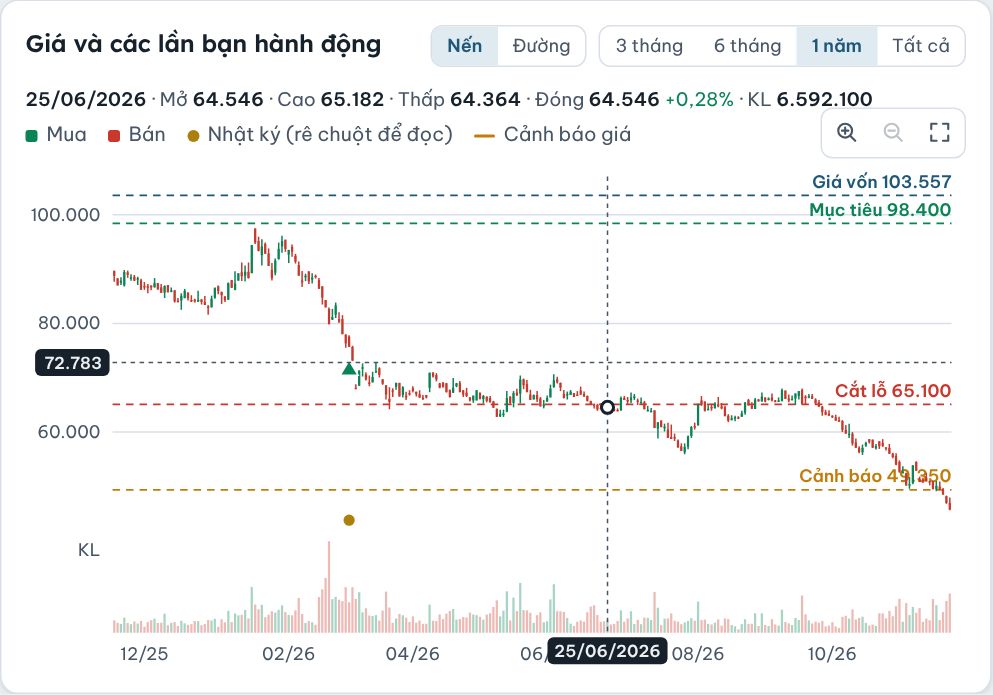 Giá và các lần bạn hành động
Nến Đường
3 tháng 6 tháng 1 năm Tất cả
25/06/2026 · Mở 64.546 · Cao 65.182 · Thấp 64.364 · Đóng 64.546 +0,28% · KL 6.592.100
Mua Bán Nhật ký (rê chuột để đọc) Cảnh báo giá
Giá vốn 103.557
Mục tiêu 98.400
100.000
80.000
72.783
Cắt lỗ 65.100
60.000
Cảnh báo 49.350
KL
12/25 02/26 04/26 06/ 25/06/2026 08/26 10/26